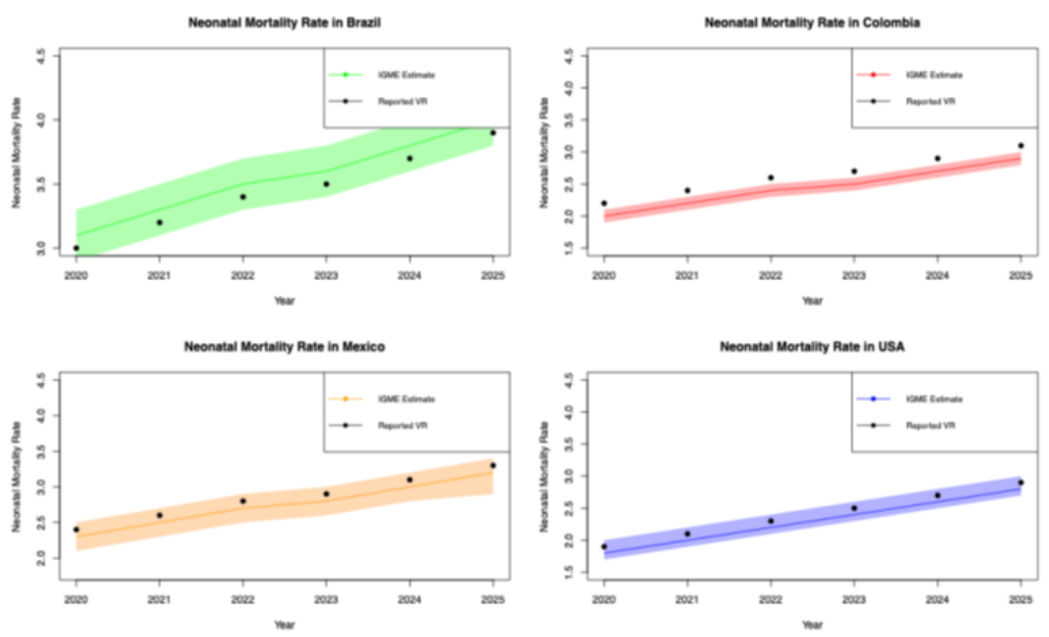 Neonatal Mortality Rate in Brazil
Neonatal Mortality Rate
3.0 3.5 4.0 4.5
IGME Estimate
Reported VR
2020 2021 2022 2023 2024 2025
Year
Neonatal Mortality Rate in Colombia
Neonatal Mortality Rate
1.5 2.0 2.5 3.0 3.5 4.0 4.5
IGME Estimate
Reported VR
2020 2021 2022 2023 2024 2025
Year
Neonatal Mortality Rate in Mexico
Neonatal Mortality Rate
2.0 2.5 3.0 3.5 4.0 4.5
IGME Estimate
Reported VR
2020 2021 2022 2023 2024 2025
Year
Neonatal Mortality Rate in USA
Neonatal Mortality Rate
1.5 2.0 2.5 3.0 3.5 4.0 4.5
IGME Estimate
Reported VR
2020 2021 2022 2023 2024 2025
Year